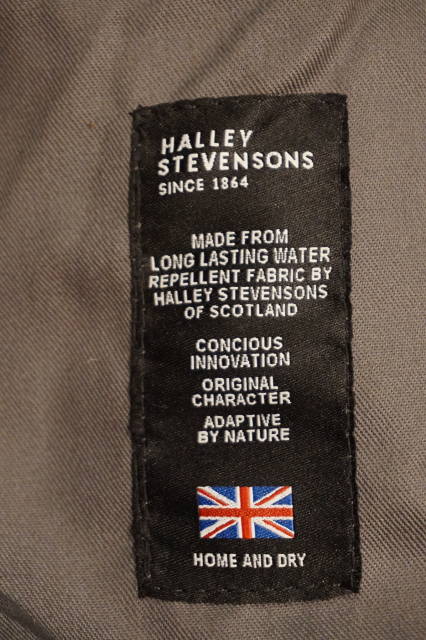 HALLEY
STEVENSONS
SINCE 1864
MADE FROM
LONG LASTING WATER
REPELLENT FABRIC BY
HALLEY STEVENSONS
OF SCOTLAND
CONCIOUS
INNOVATION
ORIGINAL
CHARACTER
ADAPTIVE
BY NATURE
HOME AND DRY